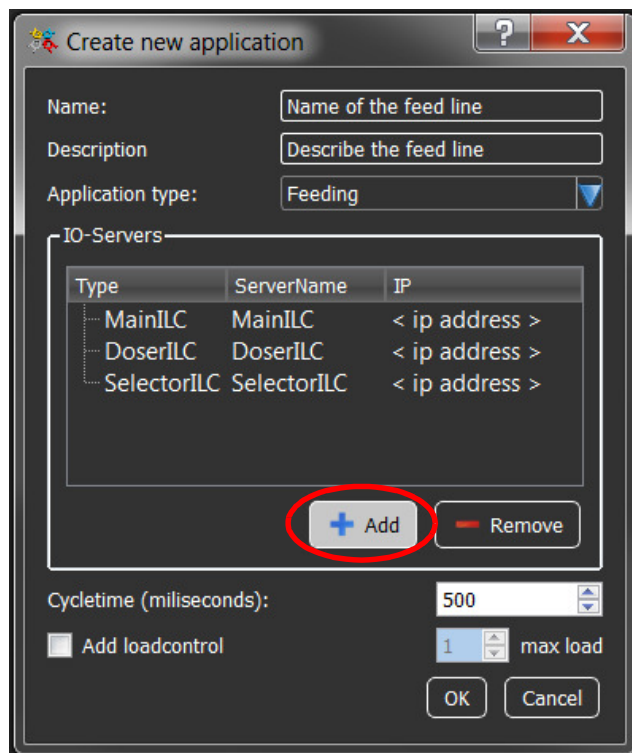 Create new application
?
X
Name: Name of the feed line
Description Describe the feed line
Application type: Feeding
IO-Servers
Type ServerName IP
MainILC MainILC < ip address >
DoserILC DoserILC < ip address >
SelectorILC SelectorILC < ip address >
Add Remove
Cycletime (miliseconds): 500
Add loadcontrol 1 max load
OK Cancel